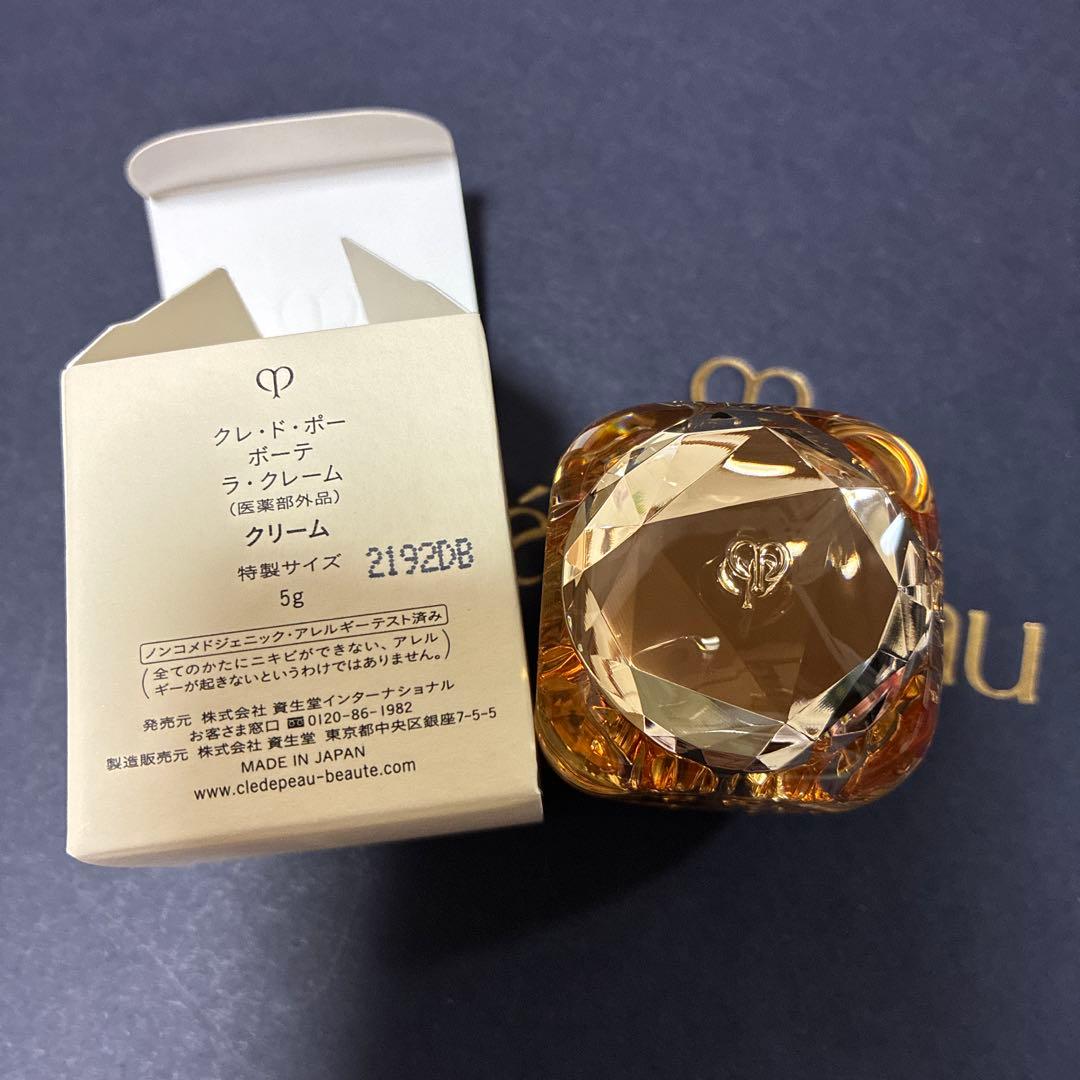 クレ・ド・ポー
ボーテ
ラ・クレーム
(医薬部外品)
クリーム
特製サイズ 2192DB
5g
ノンコメドジェニック・アレルギーテスト済み
(全てのかたにニキビができない、アレル
ギーが起きないというわけではありません。)
発売元 株式会社 資生堂インターナショナル
お客さま窓口 0120-86-1982
製造販売元 株式会社 資生堂 東京都中央区銀座7-5-5
MADE IN JAPAN
www.cledepeau-beaute.com